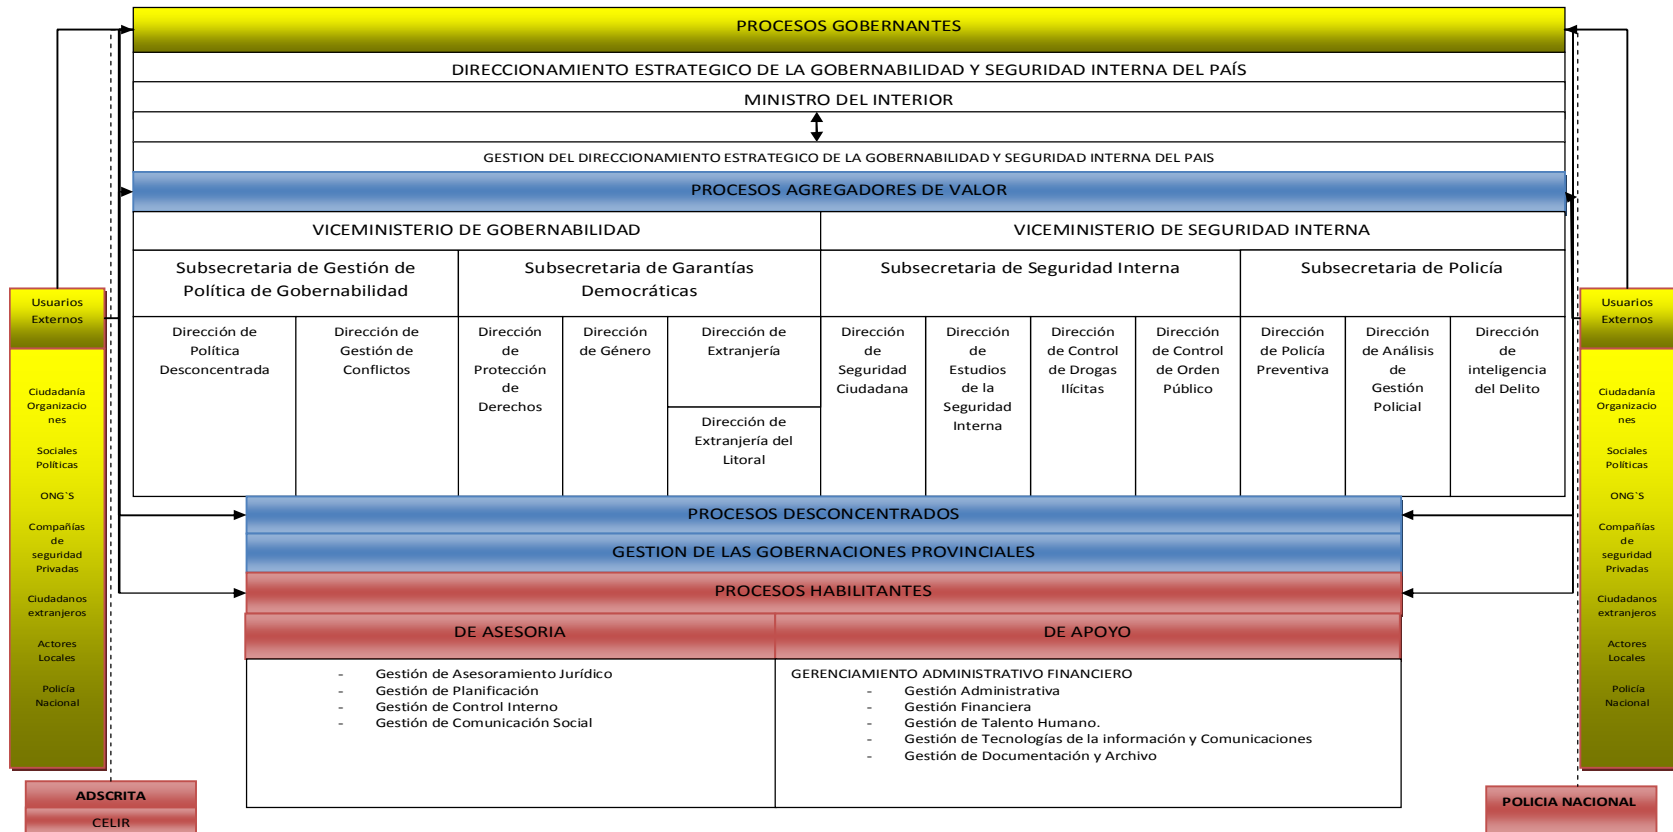 PROCESOS GOBERNANTES
DIRECCIONAMIENTO ESTRATEGICO DE LA GOBERNABILIDAD Y SEGURIDAD INTERNA DEL PAÍS
MINISTRO DEL INTERIOR
GESTION DEL DIRECCIONAMIENTO ESTRATEGICO DE LA GOBERNABILIDAD Y SEGURIDAD INTERNA DEL PAIS
PROCESOS AGREGADORES DE VALOR
VICEMINISTERIO DE GOBERNABILIDAD
VICEMINISTERIO DE SEGURIDAD INTERNA
Subsecretaria de Gestión de
Política de Gobernabilidad
Subsecretaria de Garantías
Democráticas
Subsecretaria de Seguridad Interna
Subsecretaria de Policía
Dirección de
Política
Desconcentrada
Dirección de
Gestión de
Conflictos
Dirección
de
Protección
de
Derechos
Dirección
de Género
Dirección de
Extranjería
Dirección de
Extranjería del
Litoral
Dirección
de
Seguridad
Ciudadana
Dirección
de
Estudios
de la
Seguridad
Interna
Dirección
de Control
de Drogas
Ilícitas
Dirección
de Control
de Orden
Público
Dirección
de Policía
Preventiva
Dirección
de Análisis
de
Gestión
Policial
Dirección
de
inteligencia
del Delito
Usuarios
Externos
Ciudadanía
Organizacio
nes
Sociales
Políticas
ONG`S
Compañías
de
seguridad
Privadas
Ciudadanos
extranjeros
Actores
Locales
Policía
Nacional
Usuarios
Externos
Ciudadanía
Organizacio
nes
Sociales
Políticas
ONG`S
Compañías
de
seguridad
Privadas
Ciudadanos
extranjeros
Actores
Locales
Policía
Nacional
PROCESOS DESCONCENTRADOS
GESTION DE LAS GOBERNACIONES PROVINCIALES
PROCESOS HABILITANTES
DE ASESORIA
DE APOYO
- Gestión de Asesoramiento Jurídico
- Gestión de Planificación
- Gestión de Control Interno
- Gestión de Comunicación Social
GERENCIAMIENTO ADMINISTRATIVO FINANCIERO
- Gestión Administrativa
- Gestión Financiera
- Gestión de Talento Humano.
- Gestión de Tecnologías de la información y Comunicaciones
- Gestión de Documentación y Archivo
ADSCRITA
CELIR
POLICIA NACIONAL